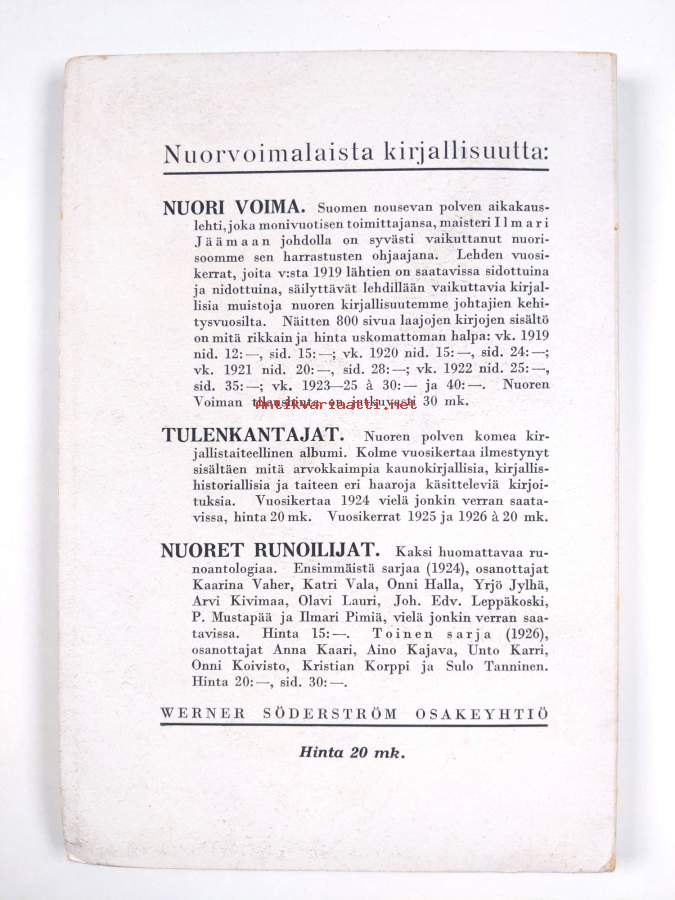 Nuorvoimalaista kirjallisuutta:
NUORI VOIMA. Suomen nousevan polven aikakaus-
lehti, joka monivuotisen toimittajansa, maisteri Ilmari
Jäämaan johdolla on syvästi vaikuttanut nuori-
soomme sen harrastusten ohjaajana. Lehden vuosi-
kerrat, joita v:sta 1919 lähtien on saatavissa sidottuina
ja nidottuina, säilyttävät lehdillään vaikuttavia kirjal-
lisia muistoja nuoren kirjallisuutemme johtajien kehi-
tysvuosilta. Näitten 800 sivua laajojen kirjojen sisältö
on mitä rikkain ja hinta uskomattoman halpa: vk. 1919
nid. 12:—, sid. 15:—; vk. 1920 nid. 15:—, sid. 24:—;
vk. 1921 nid. 20:—, sid. 28:—; vk. 1922 nid. 25:—,
sid. 35:—; vk. 1923—25 à 30:— ja 40:—. Nuoren
Voiman tilaushinta on jatkuvasti 30 mk.
Antikvariaatti.net
TULENKANTAJAT. Nuoren polven komea kir-
jallistaiteellinen albumi. Kolme vuosikertaa ilmestynyt
sisältäen mitä arvokkaimpia kaunokirjallisia, kirjallis-
historiallisia ja taiteen eri haaroja käsitteleviä kirjoi-
tuksia. Vuosikertaa 1924 vielä jonkin verran saata-
vissa, hinta 20 mk. Vuosikerrat 1925 ja 1926 à 20 mk.
NUORET RUNOILIJAT. Kaksi huomattavaa ru-
noantologiaa. Ensimmäistä sarjaa (1924), osanottajat
Kaarina Vaher, Katri Vala, Onni Halla, Yrjö Jylhä,
Arvi Kivimaa, Olavi Lauri, Joh. Edv. Leppäkoski,
P. Mustapää ja Ilmari Pimiä, vielä jonkin verran saa-
tavissa. Hinta 15:—. Toinen sarja (1926),
osanottajat Anna Kaari, Aino Kajava, Unto Karri,
Onni Koivisto, Kristian Korppi ja Sulo Tanninen.
Hinta 20:—, sid. 30:—.
WERNER SÖDERSTRÖM OSAKEYHTIÖ
Hinta 20 mk.